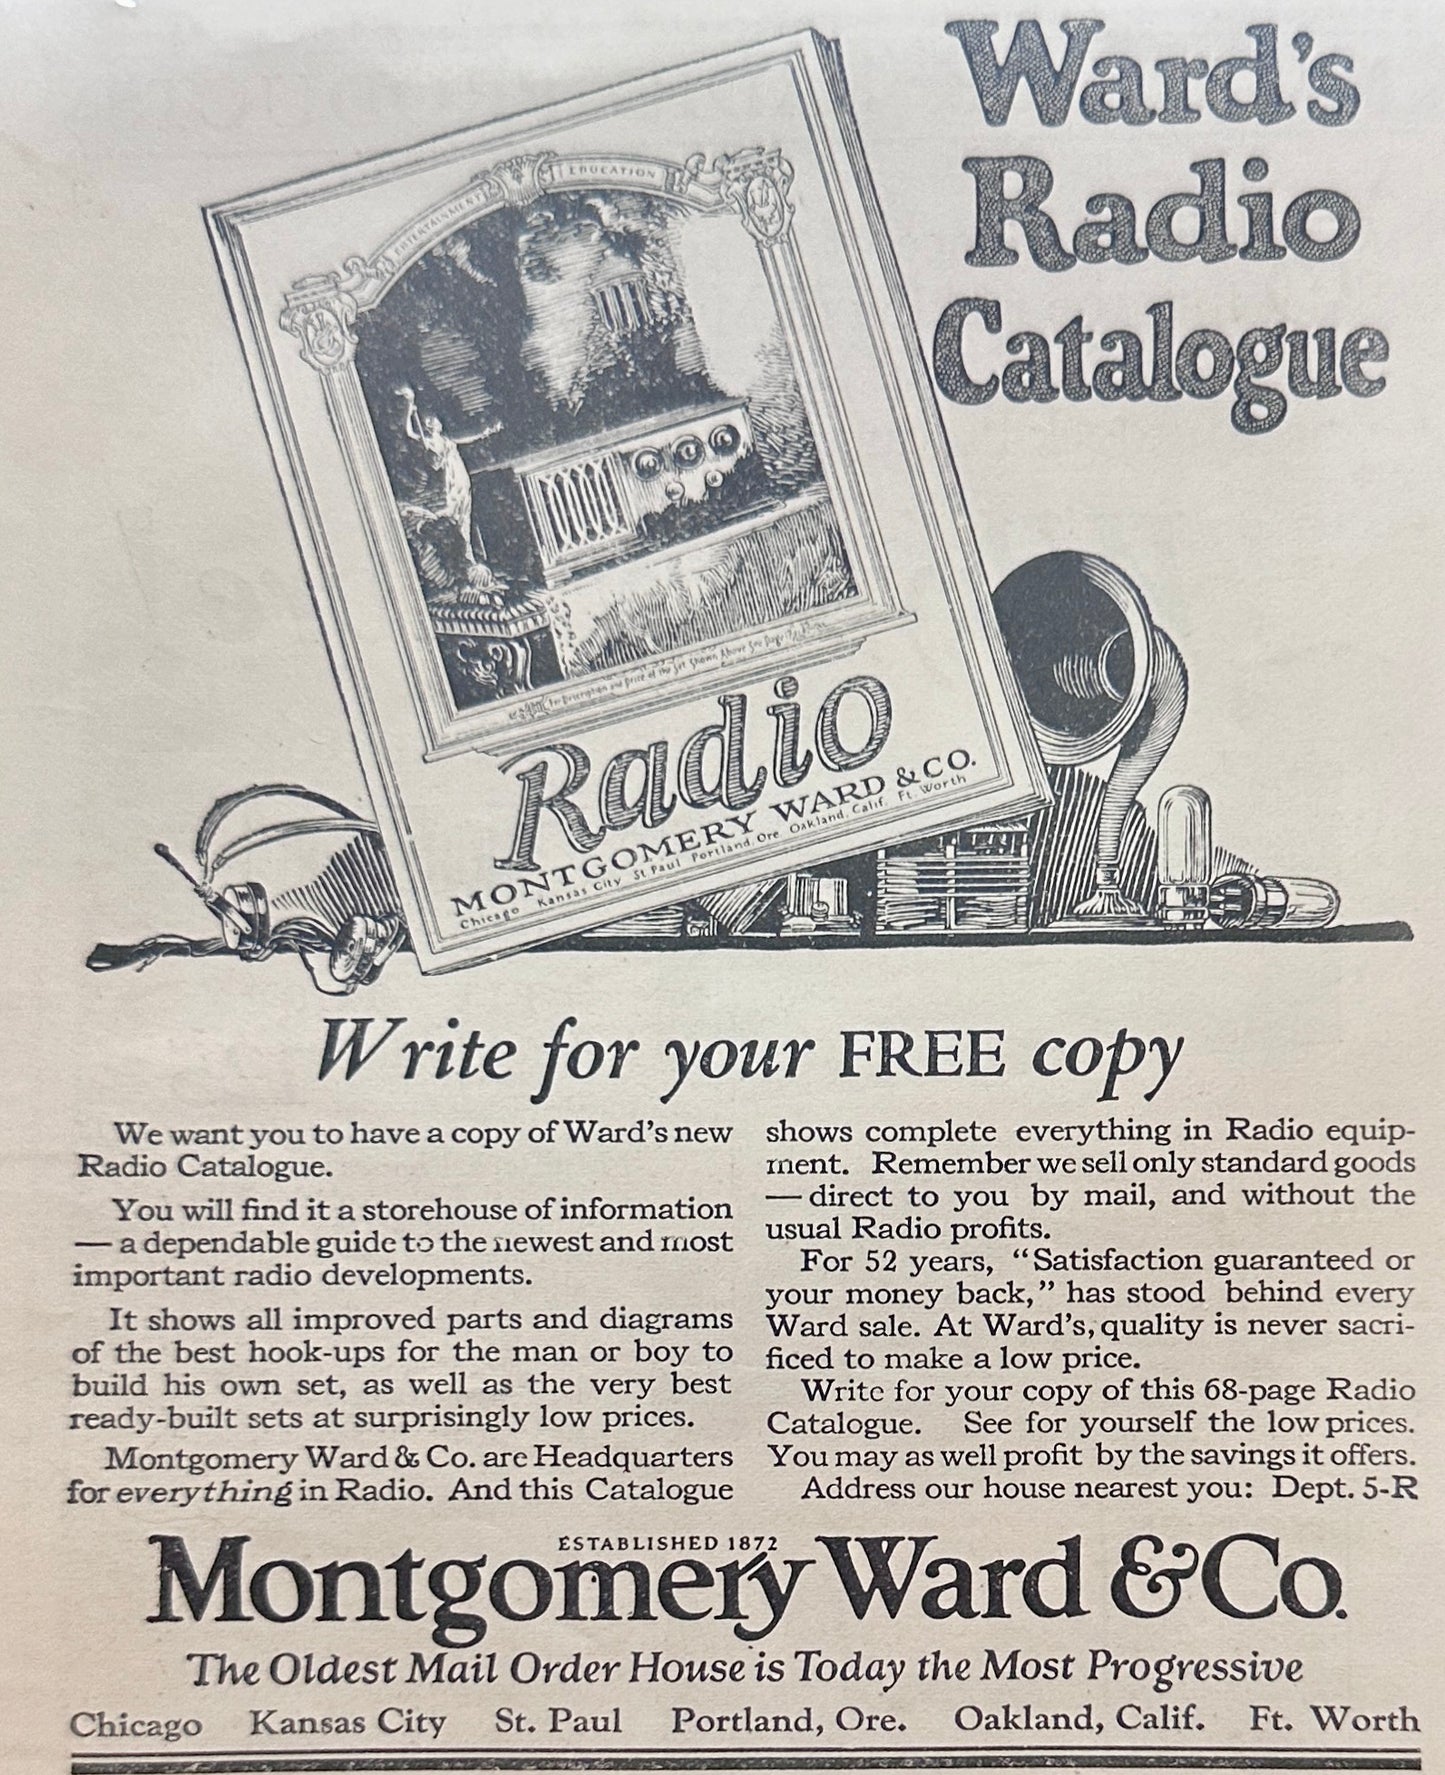 Ward's
Radio
Catalogue
ENTERTAINMENT
EDUCATION
For Description and Price of the Set Shown Above See Page
Radio
MONTGOMERY WARD & CO.
Chicago Kansas City St Paul Portland, Ore Oakland, Calif. Ft. Worth
Write for your FREE copy
We want you to have a copy of Ward's new
Radio Catalogue.
You will find it a storehouse of information
— a dependable guide to the newest and most
important radio developments.
It shows all improved parts and diagrams
of the best hook-ups for the man or boy to
build his own set, as well as the very best
ready-built sets at surprisingly low prices.
Montgomery Ward & Co. are Headquarters
for everything in Radio. And this Catalogue
shows complete everything in Radio equip-
ment. Remember we sell only standard goods
— direct to you by mail, and without the
usual Radio profits.
For 52 years, "Satisfaction guaranteed or
your money back," has stood behind every
Ward sale. At Ward's, quality is never sacri-
ficed to make a low price.
Write for your copy of this 68-page Radio
Catalogue. See for yourself the low prices.
You may as well profit by the savings it offers.
Address our house nearest you: Dept. 5-R
ESTABLISHED 1872
Montgomery Ward & Co.
The Oldest Mail Order House is Today the Most Progressive
Chicago Kansas City St. Paul Portland, Ore. Oakland, Calif. Ft. Worth